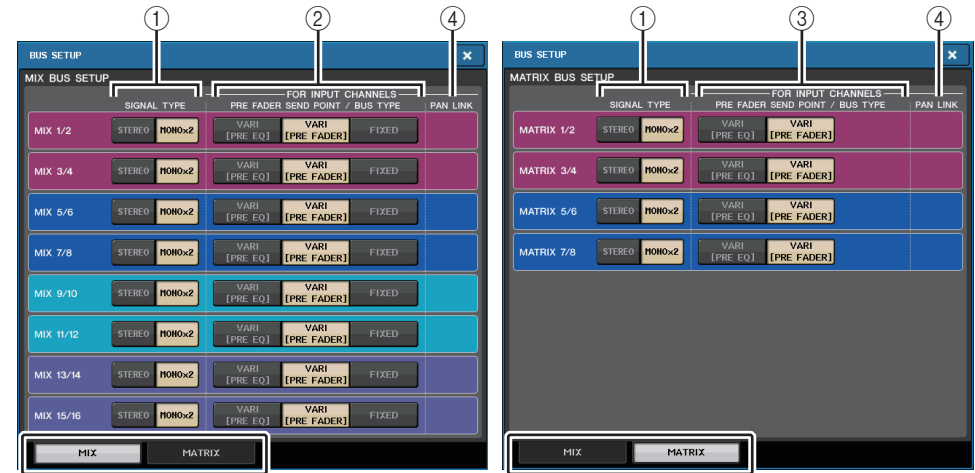 ① ② ④
BUS SETUP ×
MIX BUS SETUP
FOR INPUT CHANNELS
SIGNAL TYPE PRE FADER SEND POINT / BUS TYPE PAN LINK
MIX 1/2 STEREO MONO×2 VARI [PRE EQ] VARI [PRE FADER] FIXED
MIX 3/4 STEREO MONO×2 VARI [PRE EQ] VARI [PRE FADER] FIXED
MIX 5/6 STEREO MONO×2 VARI [PRE EQ] VARI [PRE FADER] FIXED
MIX 7/8 STEREO MONO×2 VARI [PRE EQ] VARI [PRE FADER] FIXED
MIX 9/10 STEREO MONO×2 VARI [PRE EQ] VARI [PRE FADER] FIXED
MIX 11/12 STEREO MONO×2 VARI [PRE EQ] VARI [PRE FADER] FIXED
MIX 13/14 STEREO MONO×2 VARI [PRE EQ] VARI [PRE FADER] FIXED
MIX 15/16 STEREO MONO×2 VARI [PRE EQ] VARI [PRE FADER] FIXED
MIX MATRIX
① ③ ④
BUS SETUP ×
MATRIX BUS SETUP
FOR INPUT CHANNELS
SIGNAL TYPE PRE FADER SEND POINT / BUS TYPE PAN LINK
MATRIX 1/2 STEREO MONO×2 VARI [PRE EQ] VARI [PRE FADER]
MATRIX 3/4 STEREO MONO×2 VARI [PRE EQ] VARI [PRE FADER]
MATRIX 5/6 STEREO MONO×2 VARI [PRE EQ] VARI [PRE FADER]
MATRIX 7/8 STEREO MONO×2 VARI [PRE EQ] VARI [PRE FADER]
MIX MATRIX